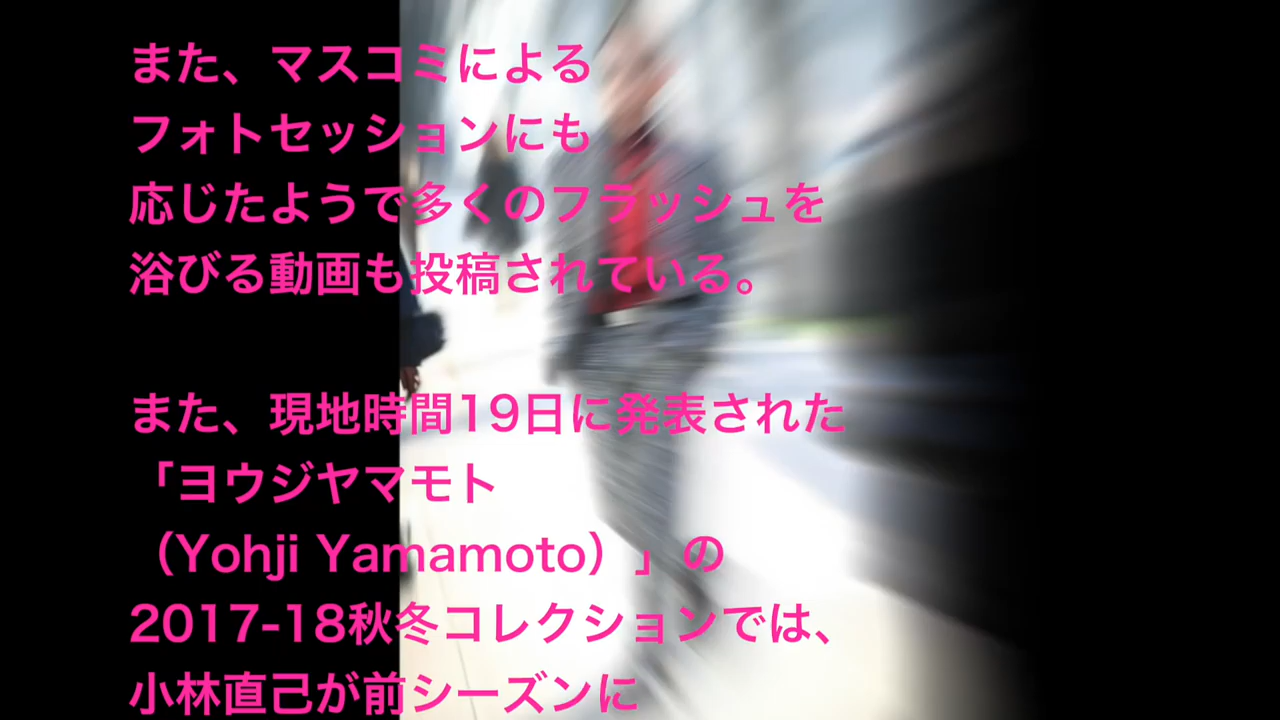 また、マスコミによる
フォトセッションにも
応じたようで多くのフラッシュを
浴びる動画も投稿されている。
また、現地時間19日に発表された
「ヨウジヤマモト
（Yohji Yamamoto）」の
2017-18秋冬コレクションでは、
小林直己が前シーズンに